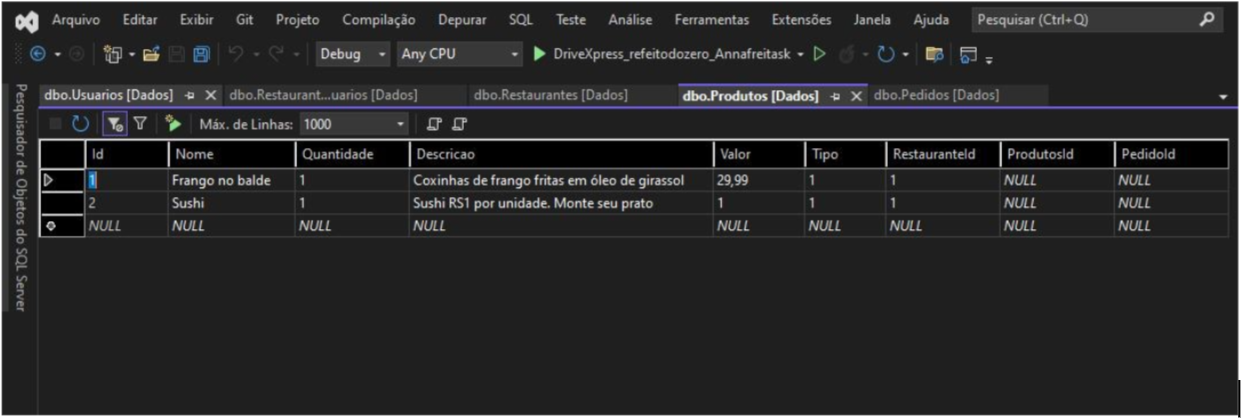 Arquivo Editar Exibir Git Projeto Compilação Depurar SQL Teste Análise Ferramentas Extensões Janela Ajuda Pesquisar (Ctrl+Q)
Debug Any CPU DriveXpress_refeitodozero_Annafreitask
Pesquisador de Objetos do SQL Server
dbo.Usuarios [Dados] dbo.Restaurant...uarios [Dados] dbo.Restaurantes [Dados] dbo.Produtos [Dados] dbo.Pedidos [Dados]
Máx. de Linhas: 1000
Id Nome Quantidade Descricao Valor Tipo RestauranteId ProdutosId PedidoId
1 Frango no balde 1 Coxinhas de frango fritas em óleo de girassol 29,99 1 1 NULL NULL
2 Sushi 1 Sushi RS1 por unidade. Monte seu prato 1 1 1 NULL NULL
NULL NULL NULL NULL NULL NULL NULL NULL NULL